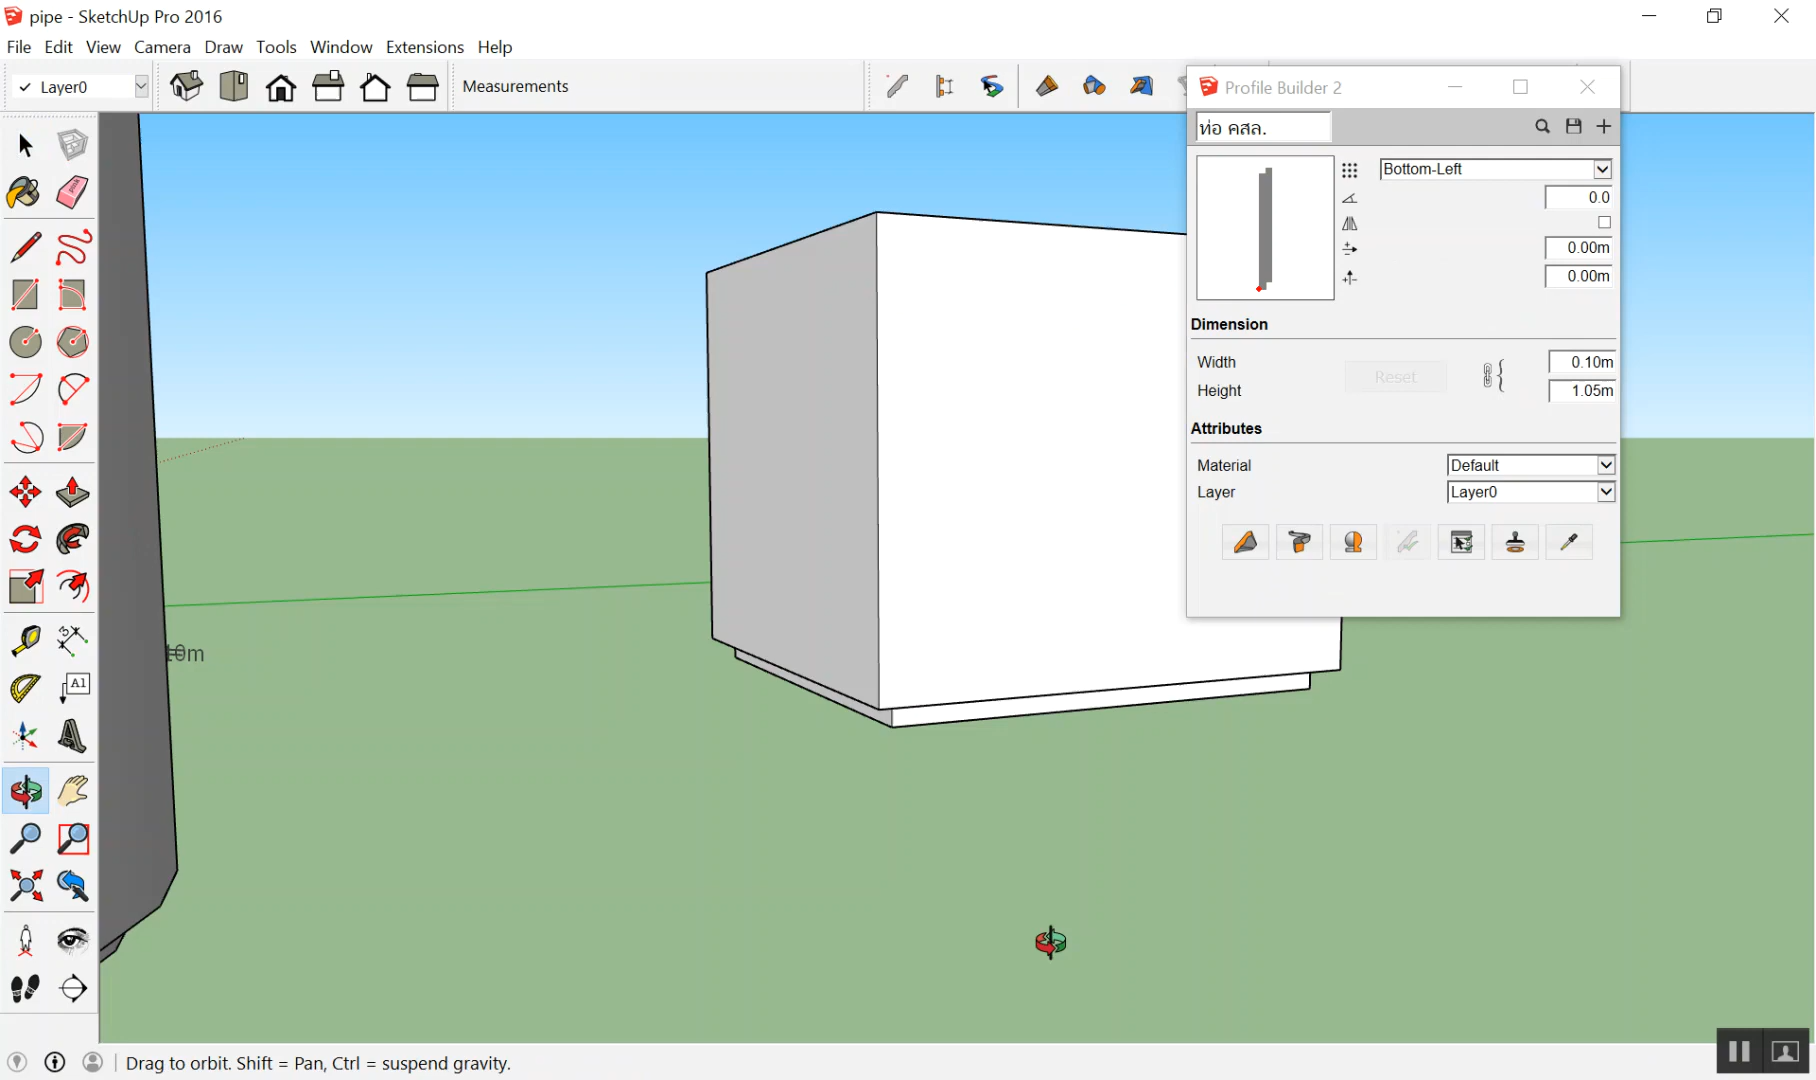 pipe - SketchUp Pro 2016
File Edit View Camera Draw Tools Window Extensions Help
Layer0
Measurements
Profile Builder 2
ท่อ คสล.
Bottom-Left
0.0
0.00m
0.00m
Dimension
Width 0.10m
Reset
Height 1.05m
Attributes
Material Default
Layer Layer0
A1
Drag to orbit. Shift = Pan, Ctrl = suspend gravity.